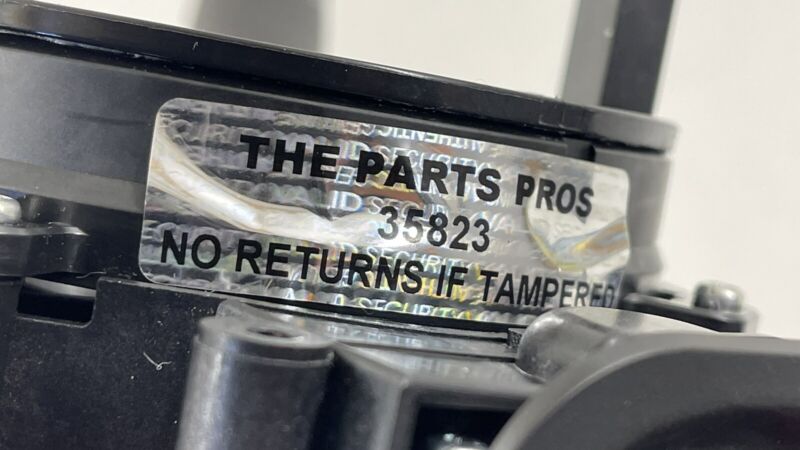 THE PARTS PROS
35823
NO RETURNS IF TAMPERED